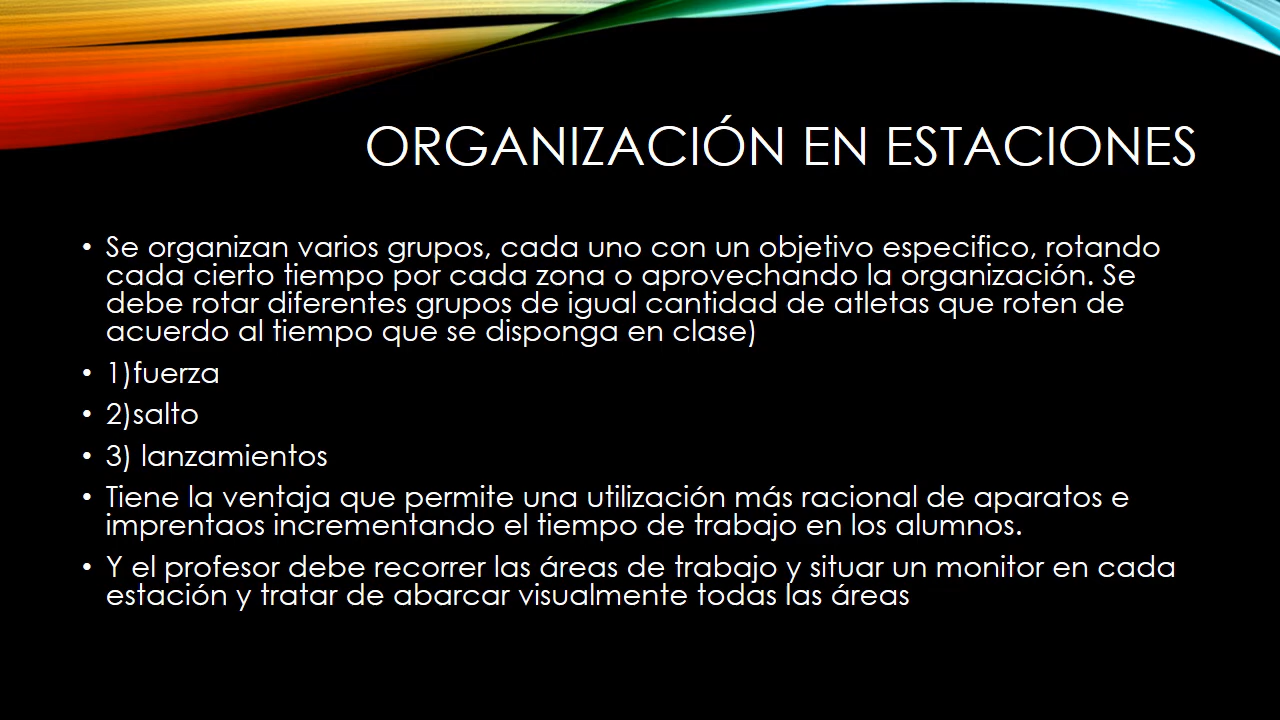 ORGANIZACIÓN EN ESTACIONES
• Se organizan varios grupos, cada uno con un objetivo especifico, rotando
cada cierto tiempo por cada zona o aprovechando la organización. Se
debe rotar diferentes grupos de igual cantidad de atletas que roten de
acuerdo al tiempo que se disponga en clase)
• 1)fuerza
• 2)salto
• 3) lanzamientos
• Tiene la ventaja que permite una utilización más racional de aparatos e
imprentaos incrementando el tiempo de trabajo en los alumnos.
• Y el profesor debe recorrer las áreas de trabajo y situar un monitor en cada
estación y tratar de abarcar visualmente todas las áreas